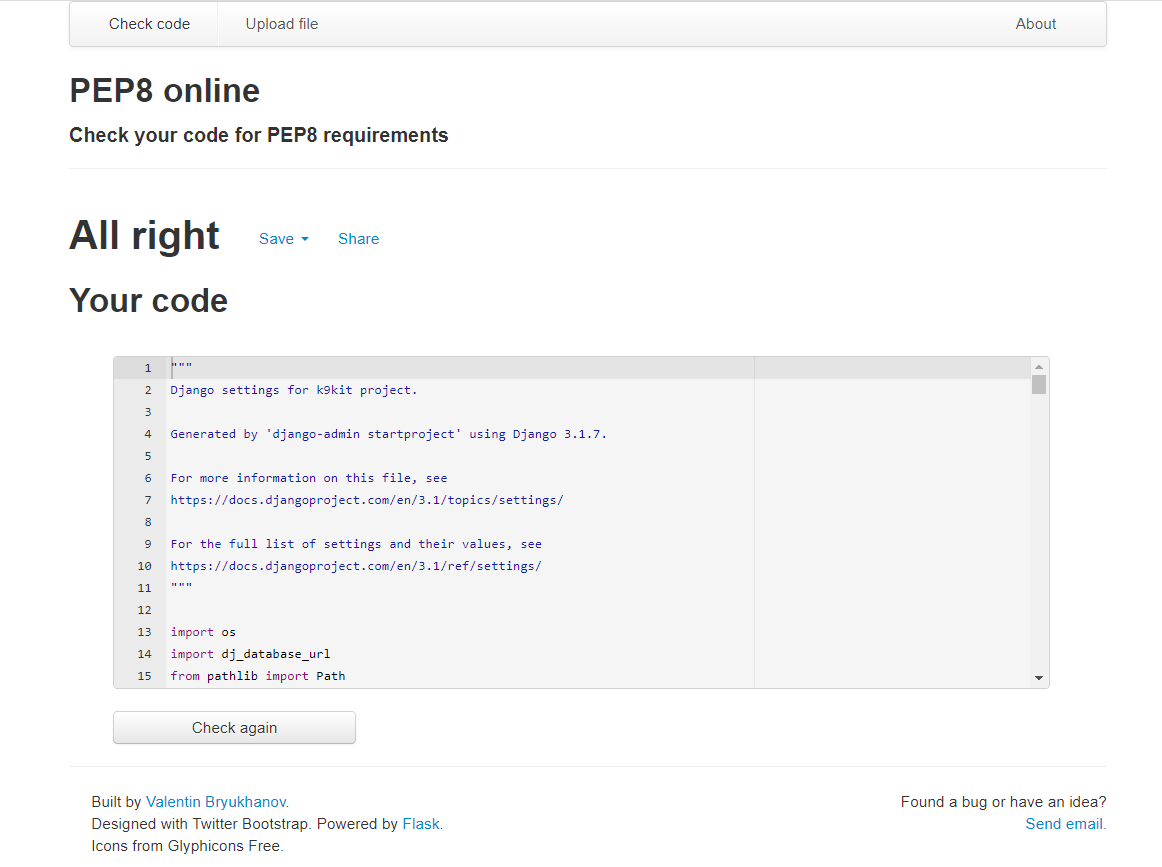 Check code Upload file About
PEP8 online
Check your code for PEP8 requirements
All right Save Share
Your code
1 """
2 Django settings for k9kit project.
3
4 Generated by 'django-admin startproject' using Django 3.1.7.
5
6 For more information on this file, see
7 https://docs.djangoproject.com/en/3.1/topics/settings/
8
9 For the full list of settings and their values, see
10 https://docs.djangoproject.com/en/3.1/ref/settings/
11 """
12
13 import os
14 import dj_database_url
15 from pathlib import Path
Check again
Built by Valentin Bryukhanov.
Designed with Twitter Bootstrap. Powered by Flask.
Icons from Glyphicons Free.
Found a bug or have an idea?
Send email.